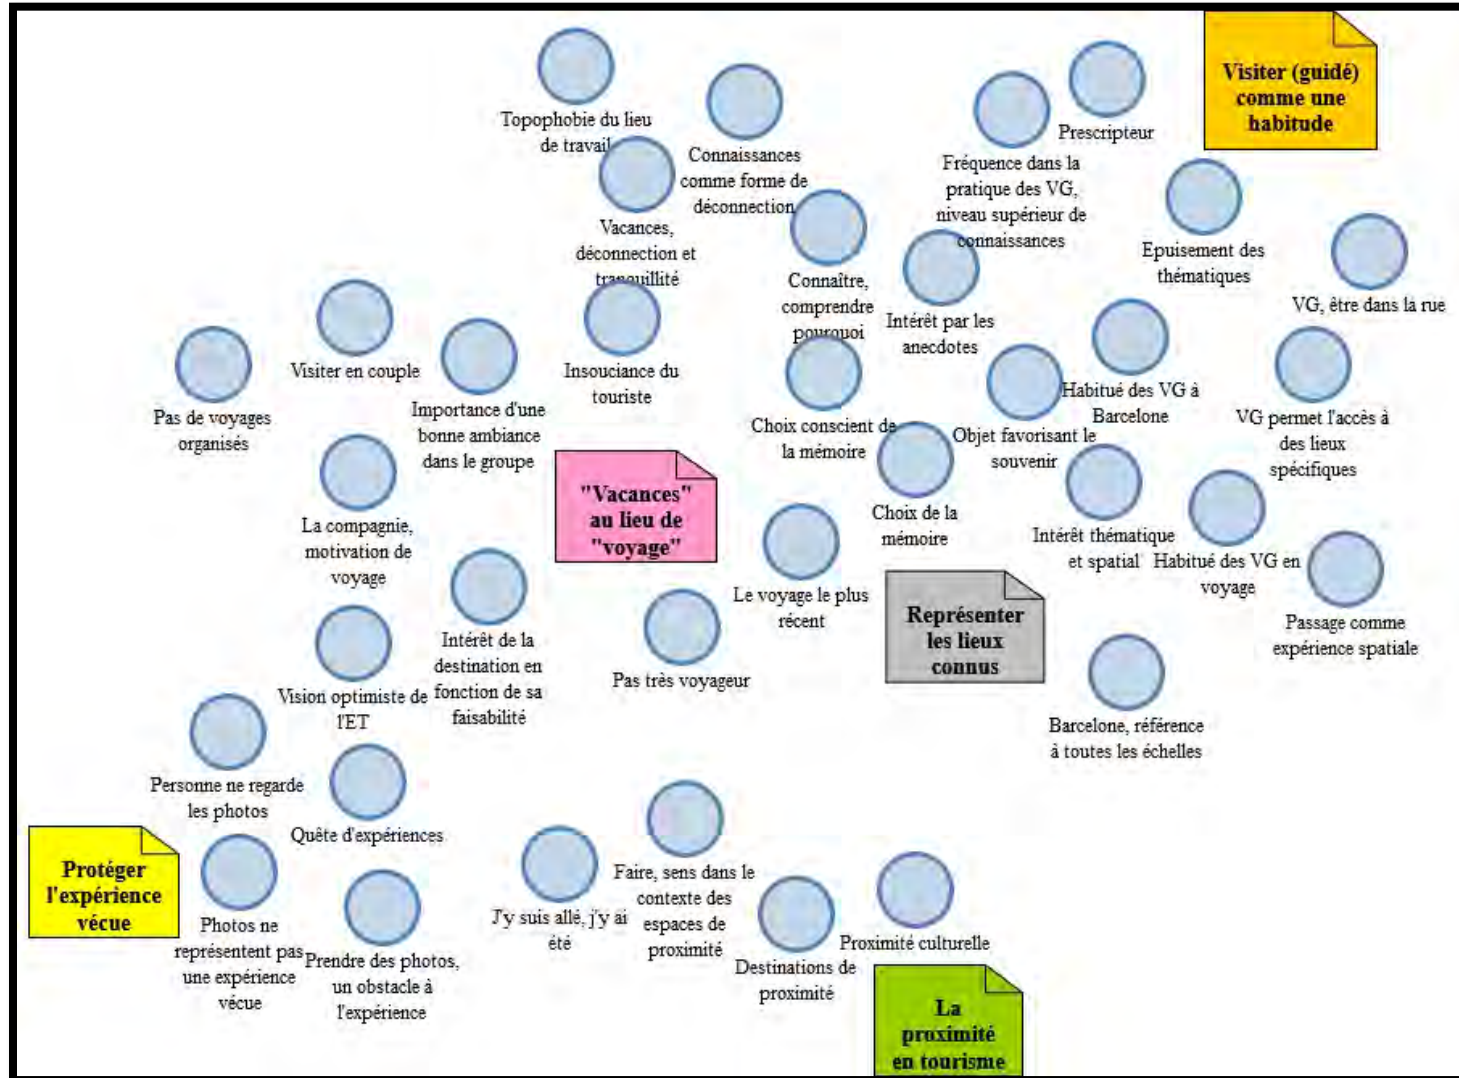 Visiter (guidé)
comme une
habitude
Topophobie du lieu
de travail
Connaissances
comme forme de
déconnection
Prescripteur
Fréquence dans la
pratique des VG,
niveau supérieur de
connaissances
Vacances,
déconnection et
tranquillité
Epuisement des
thématiques
Connaître,
comprendre
pourquoi
Intérêt par les
anecdotes
VG, être dans la rue
Visiter en couple
Insouciance du
touriste
Pas de voyages
organisés
Importance d'une
bonne ambiance
dans le groupe
Choix conscient de
la mémoire
Objet favorisant le
souvenir
Habitué des VG à
Barcelone
VG permet l'accès à
des lieux
spécifiques
"Vacances"
au lieu de
"voyage"
La compagnie,
motivation de
voyage
Choix de la
mémoire
Intérêt thématique
et spatial
Habitué des VG en
voyage
Le voyage le plus
récent
Représenter
les lieux
connus
Passage comme
expérience spatiale
Intérêt de la
destination en
fonction de sa
faisabilité
Pas très voyageur
Vision optimiste de
l'ET
Barcelone, référence
à toutes les échelles
Personne ne regarde
les photos
Quête d'expériences
Protéger
l'expérience
vécue
Photos ne
représentent pas
une expérience
vécue
Prendre des photos,
un obstacle à
l'expérience
J'y suis allé, j'y ai
été
Faire, sens dans le
contexte des
espaces de
proximité
Destinations de
proximité
Proximité culturelle
La
proximité
en tourisme